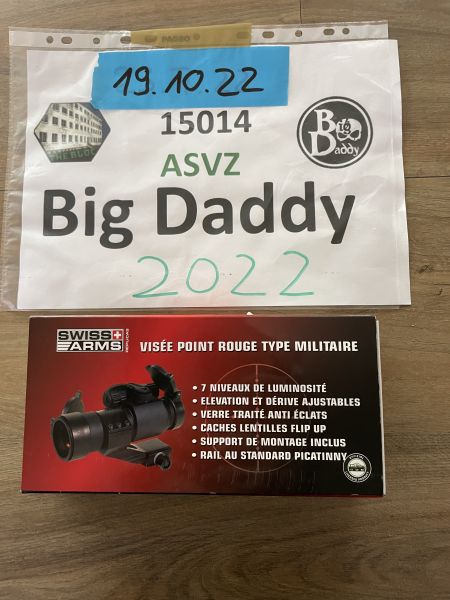 19.10.22
15014
ASVZ
B&D
Daddy
Big Daddy
2022
SWISS
ARMS
VISÉE POINT ROUGE TYPE MILITAIRE
• 7 NIVEAUX DE LUMINOSITÉ
• ELEVATION ET DÉRIVE AJUSTABLES
• VERRE TRAITÉ ANTI ÉCLATS
• CACHES LENTILLES FLIP UP
• SUPPORT DE MONTAGE INCLUS
• RAIL AU STANDARD PICATINNY